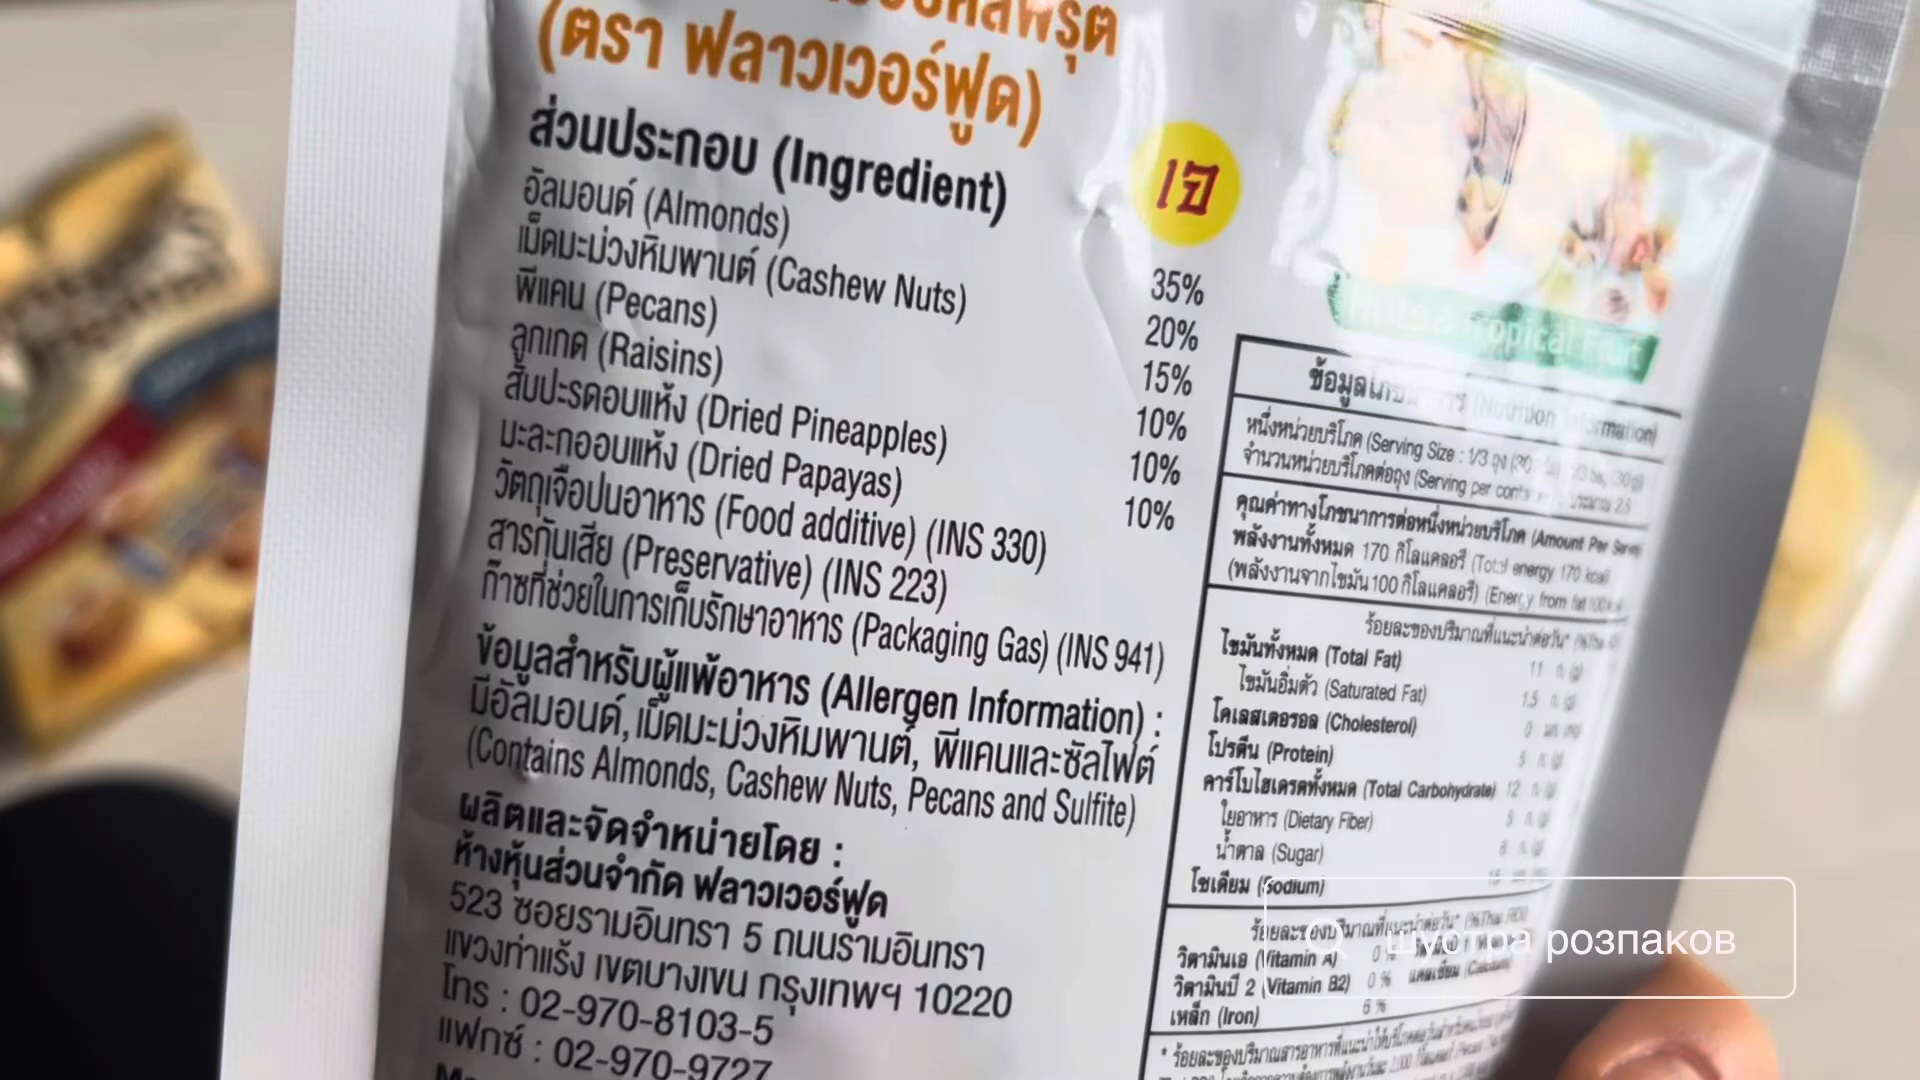 (ตรา ฟลาวเวอร์ฟูด)
เจ
ส่วนประกอบ (Ingredient)
อัลมอนด์ (Almonds) 35%
เม็ดมะม่วงหิมพานต์ (Cashew Nuts) 20%
พีแคน (Pecans) 15%
ลูกเกด (Raisins) 10%
สับปะรดอบแห้ง (Dried Pineapples) 10%
มะละกออบแห้ง (Dried Papayas) 10%
วัตถุเจือปนอาหาร (Food additive) (INS 330)
สารกันเสีย (Preservative) (INS 223)
ก๊าซที่ช่วยในการเก็บรักษาอาหาร (Packaging Gas) (INS 941)
ข้อมูลสำหรับผู้แพ้อาหาร (Allergen Information) :
มีอัลมอนด์, เม็ดมะม่วงหิมพานต์, พีแคนและซัลไฟต์
(Contains Almonds, Cashew Nuts, Pecans and Sulfite)
ผลิตและจัดจำหน่ายโดย :
ห้างหุ้นส่วนจำกัด ฟลาวเวอร์ฟูด
523 ซอยรามอินทรา 5 ถนนรามอินทรา
แขวงท่าแร้ง เขตบางเขน กรุงเทพฯ 10220
โทร : 02-970-8103-5
แฟกซ์ : 02-970-9727
Tropical Fruit
(Nutrition Information)
หนึ่งหน่วยบริโภค (Serving Size : 1/3 ถุง
จำนวนหน่วยบริโภคต่อถุง (Serving per 2.5
คุณค่าทางโภชนาการต่อหนึ่งหน่วยบริโภค (Amount Per
พลังงานทั้งหมด 170 กิโลแคลอรี (Total energy 170 kcal)
(พลังงานจากไขมัน 100 กิโลแคลอรี) (Energy from fat 100
ร้อยละของปริมาณที่แนะนำต่อวัน*
ไขมันทั้งหมด (Total Fat) 11
ไขมันอิ่มตัว (Saturated Fat) 1.5
โคเลสเตอรอล (Cholesterol) 0
โปรตีน (Protein) 5
คาร์โบไฮเดรตทั้งหมด (Total Carbohydrate) 12
ใยอาหาร (Dietary Fiber)
น้ำตาล (Sugar)
โซเดียม (Sodium) 15
ร้อยละของปริมาณที่แนะนำต่อวัน*
วิตามินเอ (Vitamin A) 0 %
วิตามินบี 2 (Vitamin B2) 0 % แคลเซียม (Calcium)
เหล็ก (Iron) 6 %
шустра розпаков